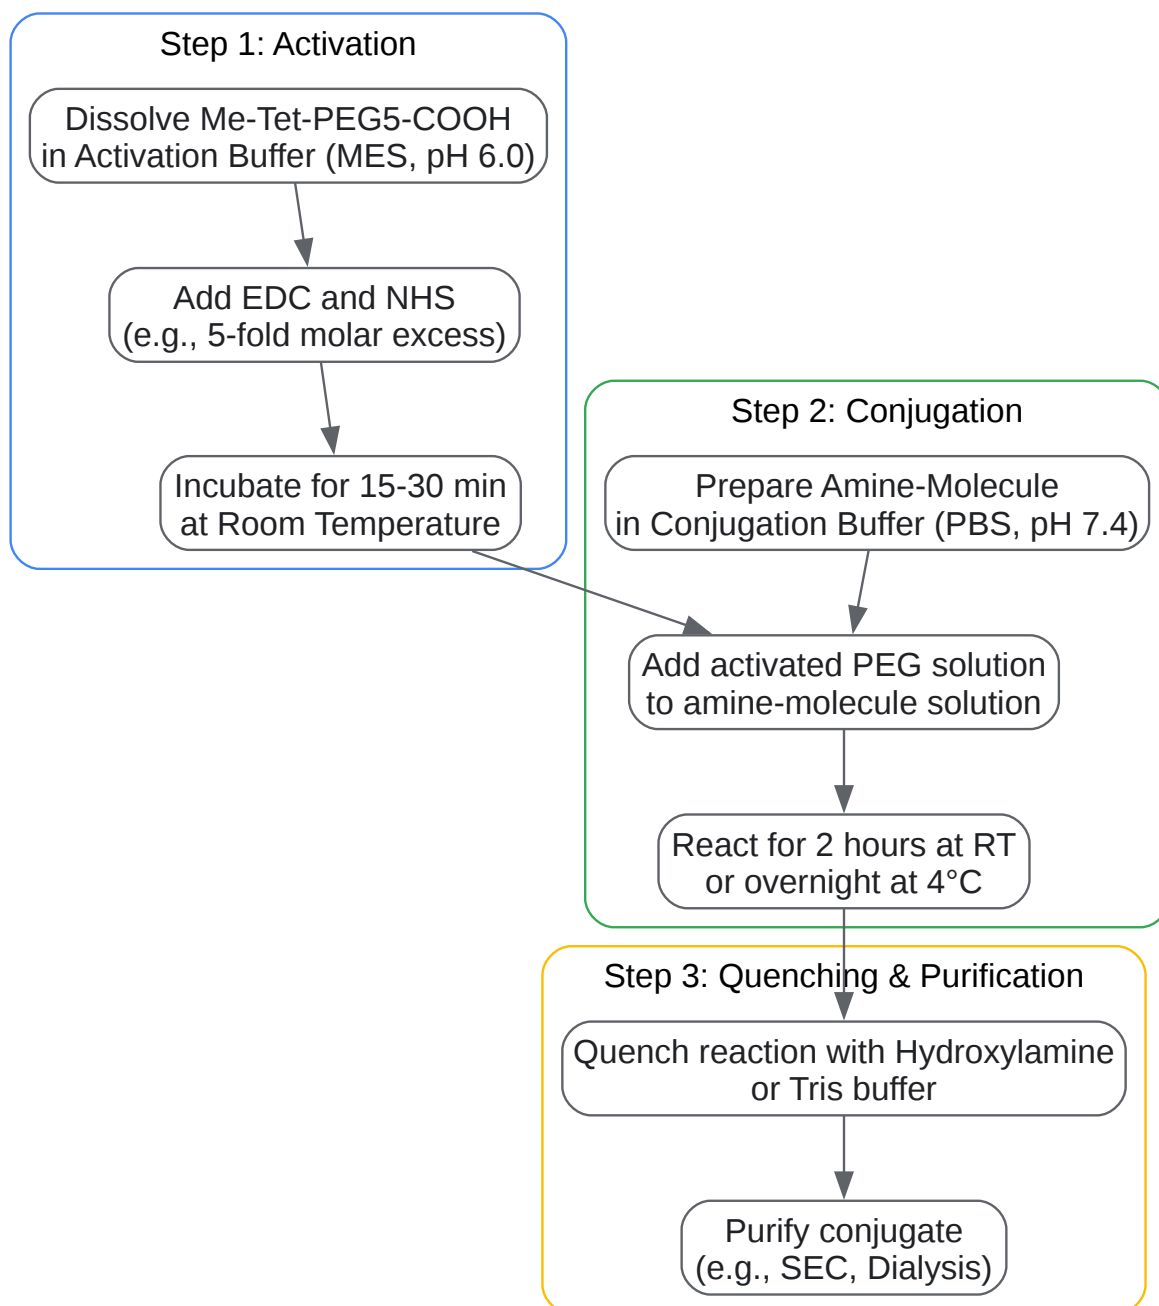 Step 1: Activation
Dissolve Me-Tet-PEG5-COOH
in Activation Buffer (MES, pH 6.0)
Add EDC and NHS
(e.g., 5-fold molar excess)
Incubate for 15-30 min
at Room Temperature
Step 2: Conjugation
Prepare Amine-Molecule
in Conjugation Buffer (PBS, pH 7.4)
Add activated PEG solution
to amine-molecule solution
React for 2 hours at RT
or overnight at 4°C
Step 3: Quenching & Purification
Quench reaction with Hydroxylamine
or Tris buffer
Purify conjugate
(e.g., SEC, Dialysis)